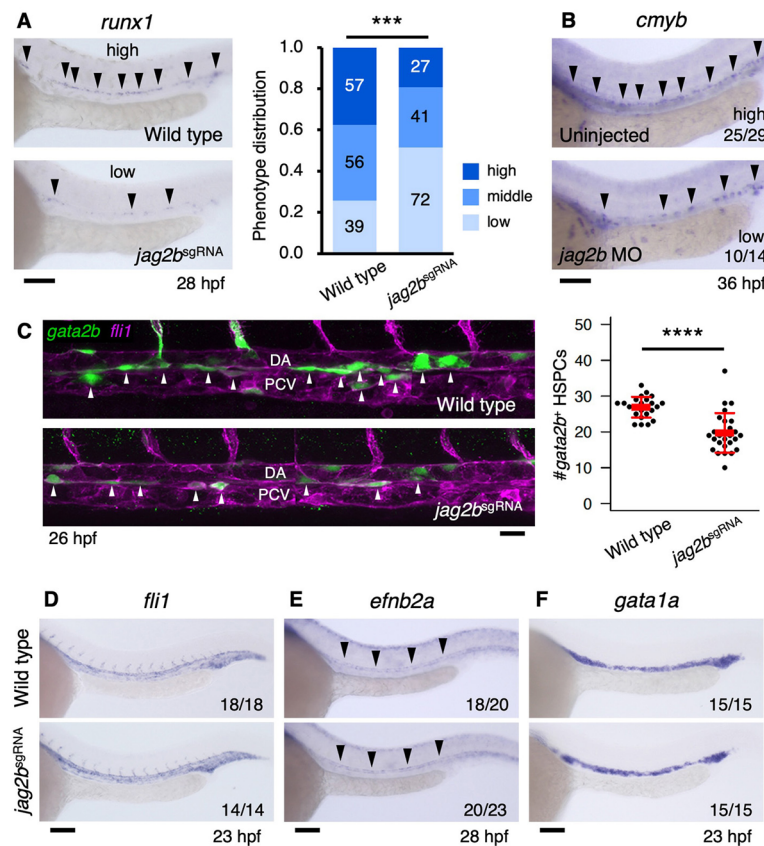 A
runx1
high
Wild type
low
jag2b^sgRNA
28 hpf
***
Phenotype distribution
1.0
0.8
0.6
0.4
0.2
0.0
57
56
39
27
41
72
Wild type
jag2b^sgRNA
high
middle
low
B
cmyb
high
Uninjected 25/29
low
jag2b MO 10/14
36 hpf
C
gata2b fli1
DA
PCV
Wild type
DA
PCV
jag2b^sgRNA
26 hpf
#gata2b+ HSPCs
50
40
30
20
10
0
****
Wild type
jag2b^sgRNA
D
fli1
E
efnb2a
F
gata1a
Wild type
18/18
18/20
15/15
jag2b^sgRNA
14/14
20/23
15/15
23 hpf
28 hpf
23 hpf